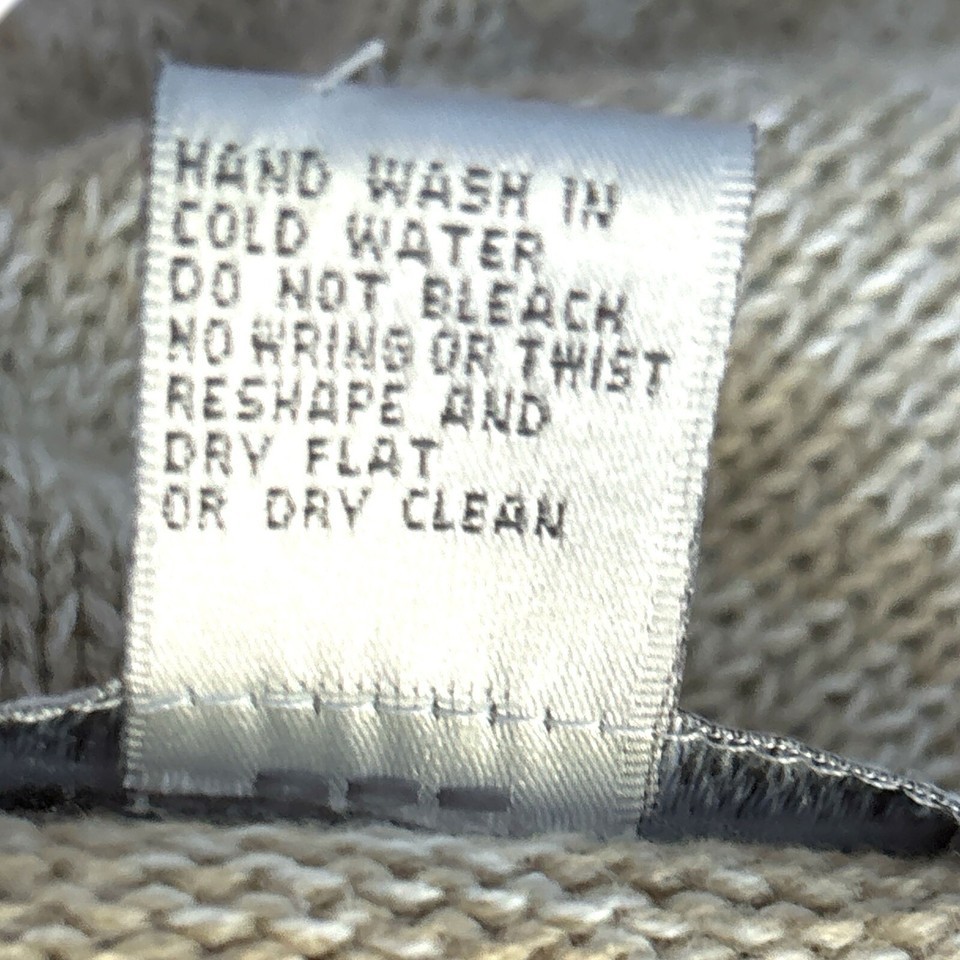 HAND WASH IN
COLD WATER
DO NOT BLEACH
NO WRING OR TWIST
RESHAPE AND
DRY FLAT
OR DRY CLEAN